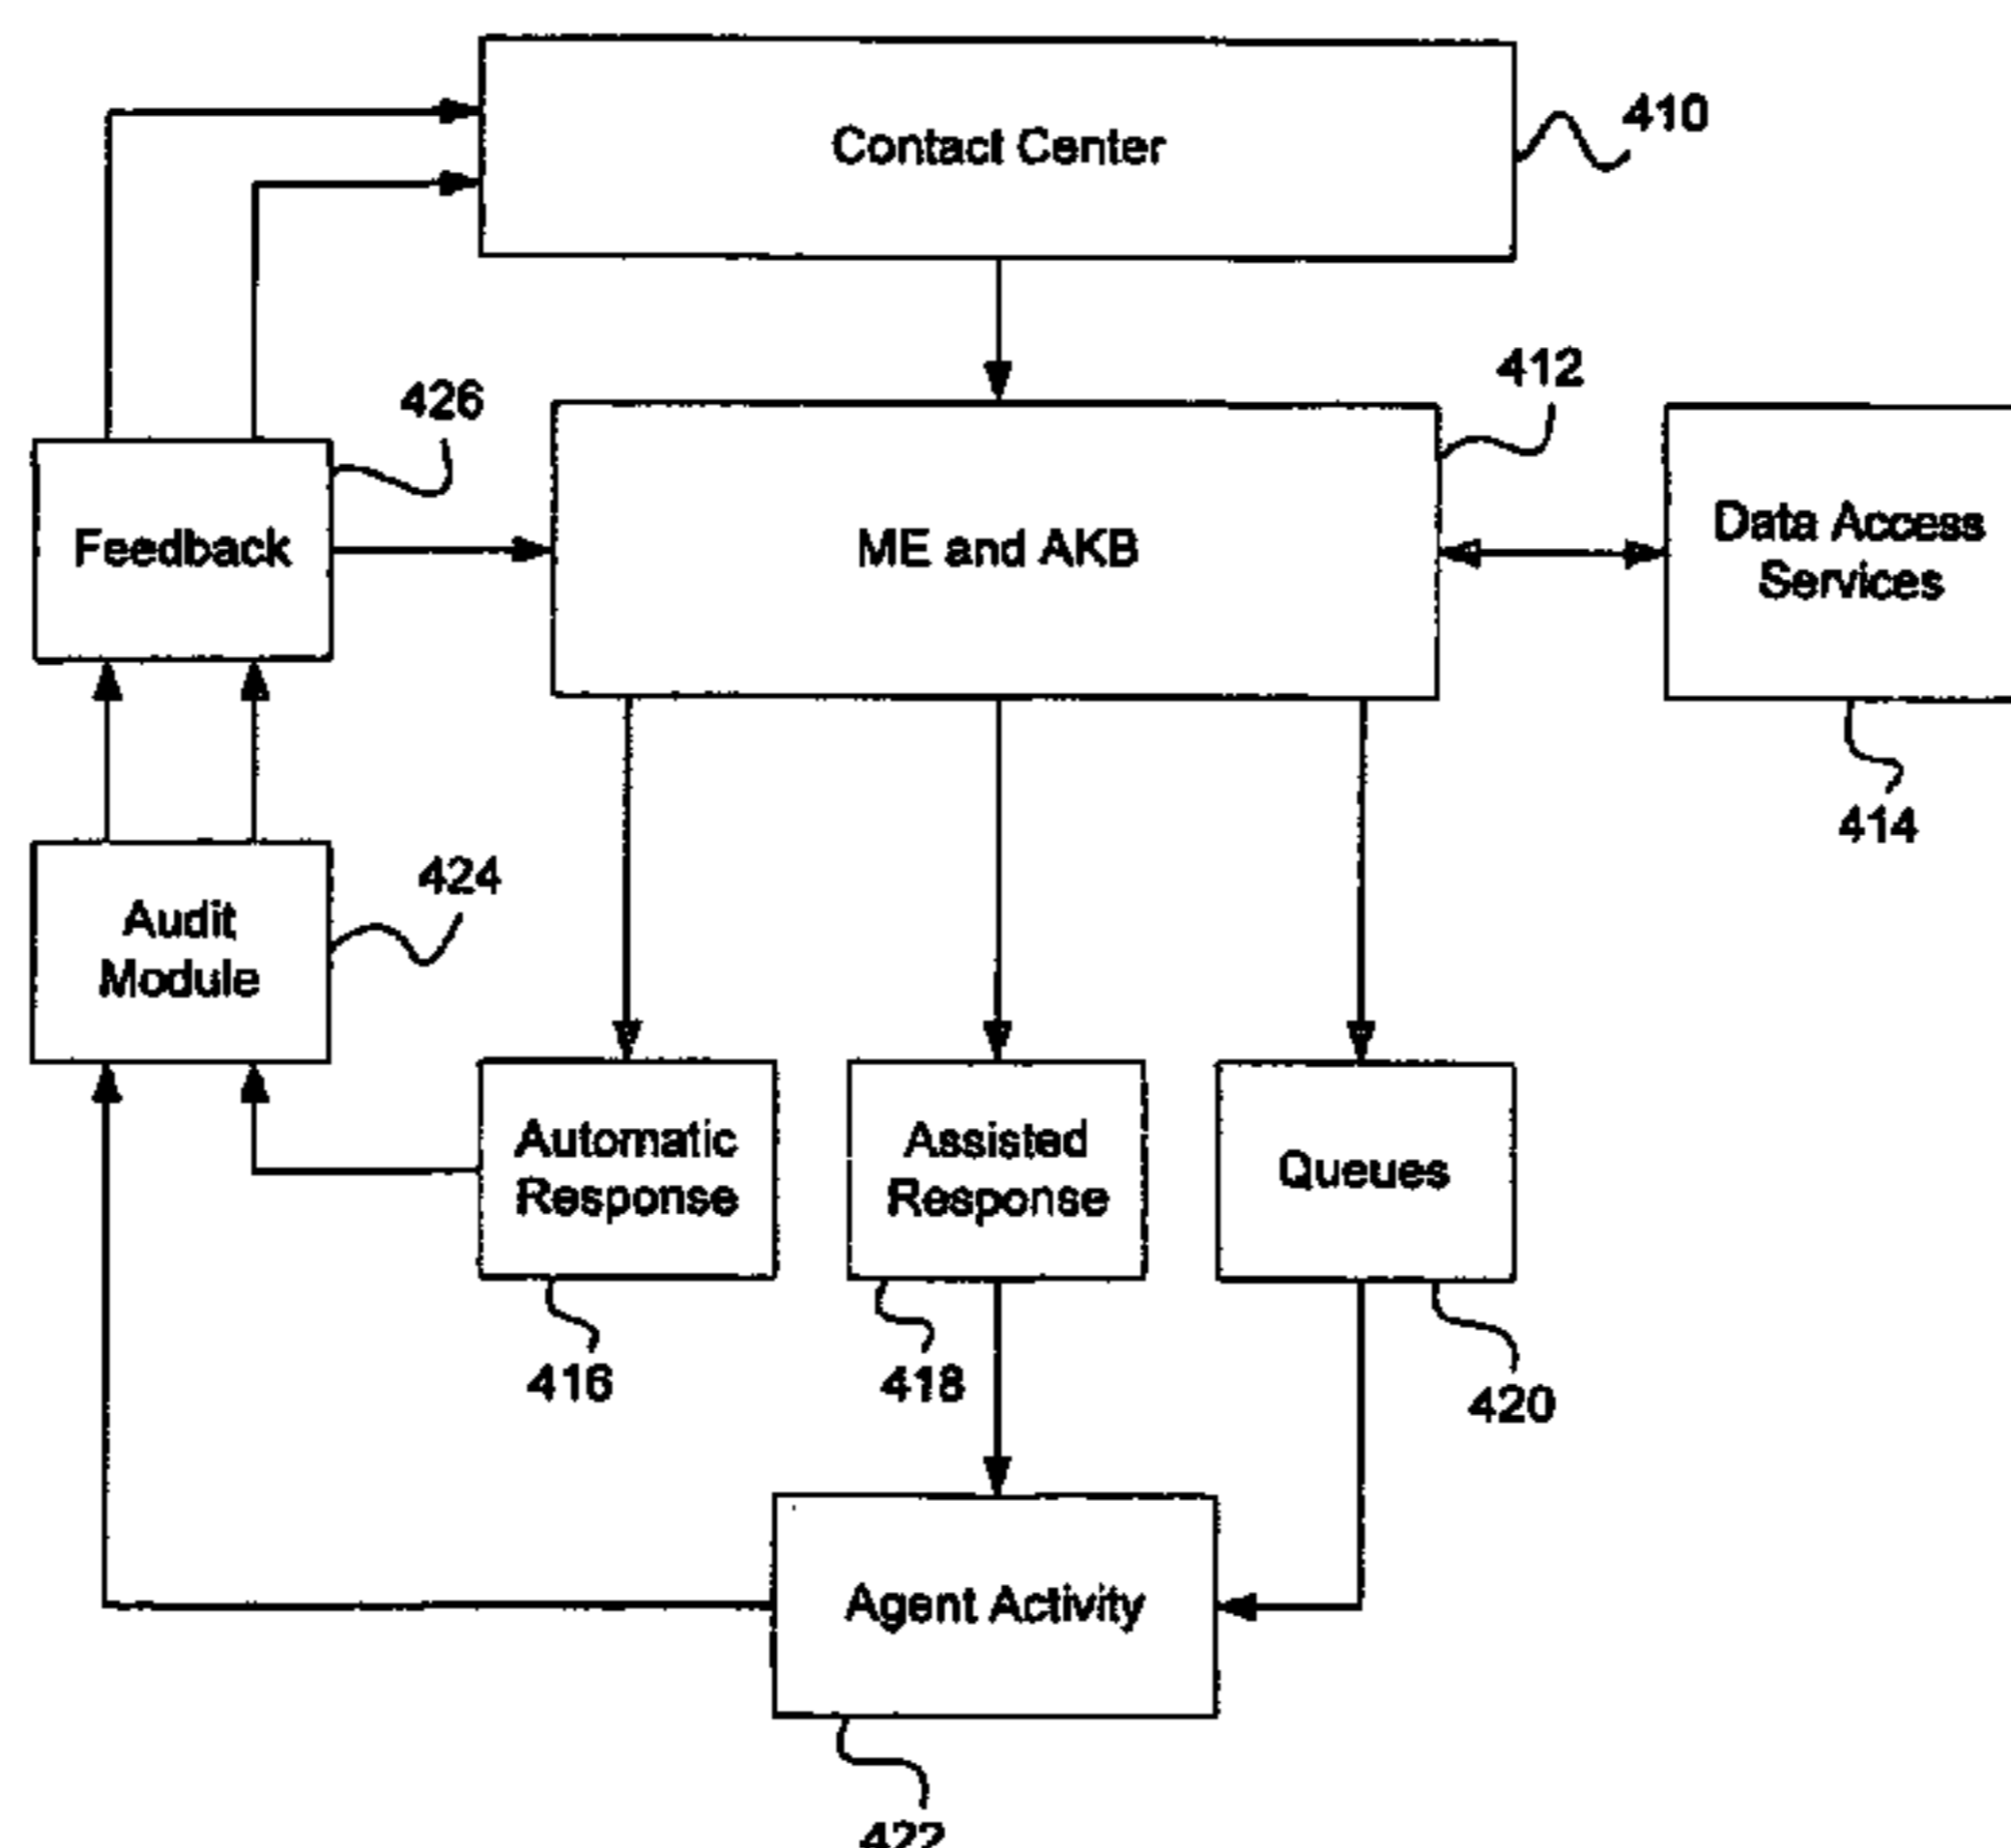 Contact Center
410
412
426
Feedback
ME and AKB
Data Access
Services
414
Audit
Module
424
Automatic
Response
Assisted
Response
Queues
416
418
420
Agent Activity
422